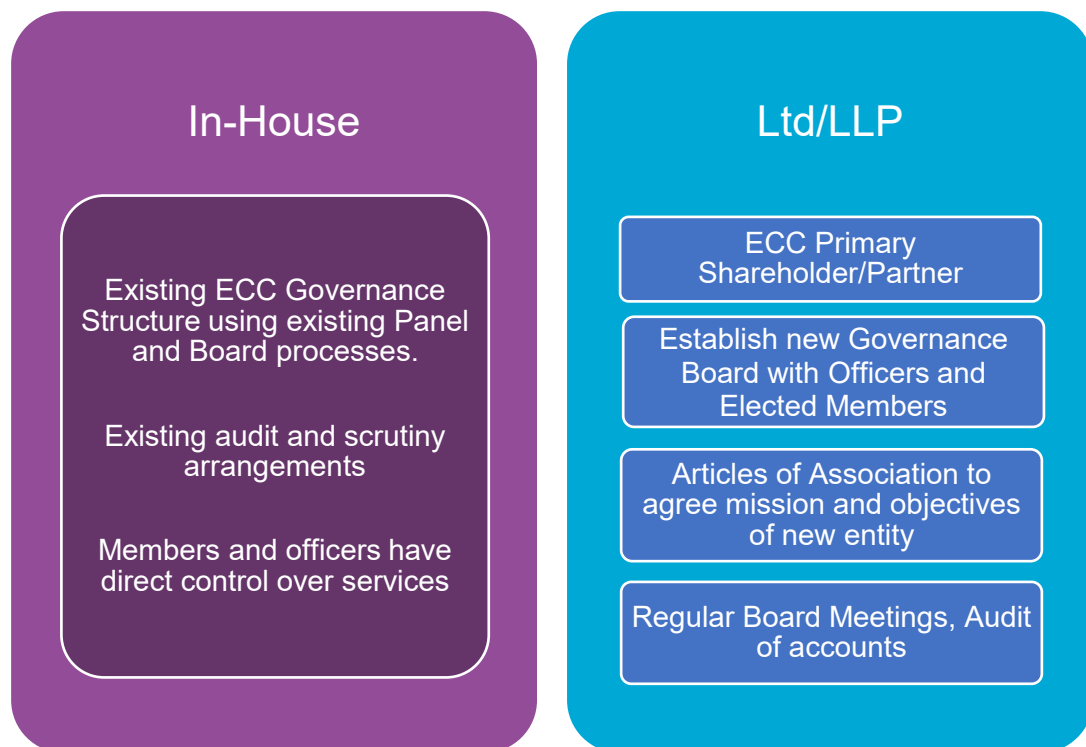 In-House
Existing ECC Governance
Structure using existing Panel
and Board processes.
Existing audit and scrutiny
arrangements
Members and officers have
direct control over services
Ltd/LLP
ECC Primary
Shareholder/Partner
Establish new Governance
Board with Officers and
Elected Members
Articles of Association to
agree mission and objectives
of new entity
Regular Board Meetings, Audit
of accounts